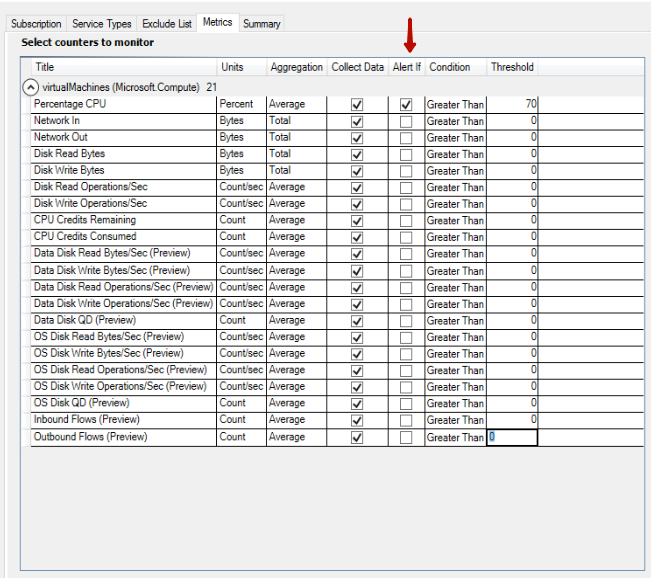 Subscription Service Types Exclude List Metrics Summary
Select counters to monitor
Title Units Aggregation Collect Data Alert If Condition Threshold
virtualMachines (Microsoft.Compute) 21
Percentage CPU Percent Average Greater Than 70
Network In Bytes Total Greater Than 0
Network Out Bytes Total Greater Than 0
Disk Read Bytes Bytes Total Greater Than 0
Disk Write Bytes Bytes Total Greater Than 0
Disk Read Operations/Sec Count/sec Average Greater Than 0
Disk Write Operations/Sec Count/sec Average Greater Than 0
CPU Credits Remaining Count Average Greater Than 0
CPU Credits Consumed Count Average Greater Than 0
Data Disk Read Bytes/Sec (Preview) Count/sec Average Greater Than 0
Data Disk Write Bytes/Sec (Preview) Count/sec Average Greater Than 0
Data Disk Read Operations/Sec (Preview) Count/sec Average Greater Than 0
Data Disk Write Operations/Sec (Preview) Count/sec Average Greater Than 0
Data Disk QD (Preview) Count Average Greater Than 0
OS Disk Read Bytes/Sec (Preview) Count/sec Average Greater Than 0
OS Disk Write Bytes/Sec (Preview) Count/sec Average Greater Than 0
OS Disk Read Operations/Sec (Preview) Count/sec Average Greater Than 0
OS Disk Write Operations/Sec (Preview) Count/sec Average Greater Than 0
OS Disk QD (Preview) Count Average Greater Than 0
Inbound Flows (Preview) Count Average Greater Than 0
Outbound Flows (Preview) Count Average Greater Than 0